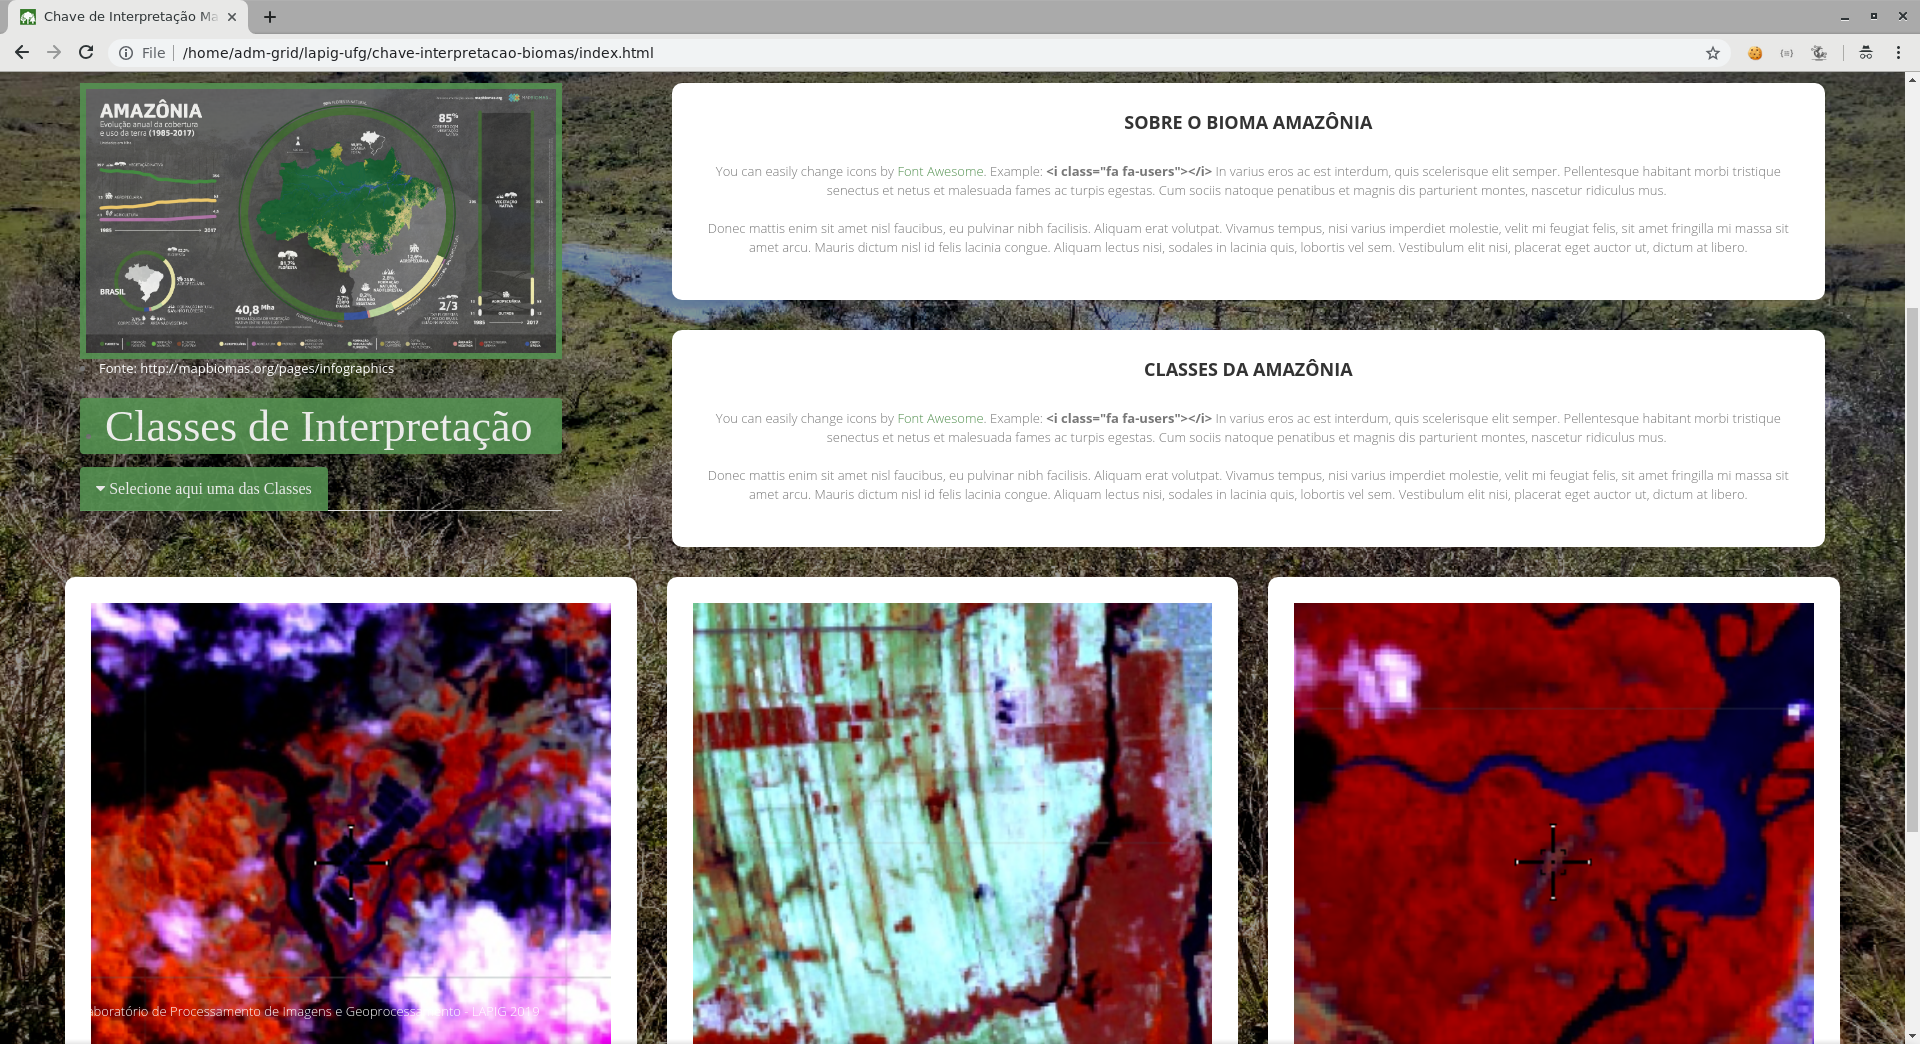 Chave de Interpretação Ma
File
/home/adm-grid/lapig-ufg/chave-interpretacao-biomas/index.html
AMAZÔNIA
Evolução anual da cobertura
e uso da terra (1985-2017)
85%
1985
2017
BRASIL
40,8 Mha
2/3
1985
2017
Fonte: http://mapbiomas.org/pages/infographics
Classes de Interpretação
Selecione aqui uma das Classes
SOBRE O BIOMA AMAZÔNIA
You can easily change icons by Font Awesome. Example: <i class="fa fa-users"></i> In varius eros ac est interdum, quis scelerisque elit semper. Pellentesque habitant morbi tristique
senectus et netus et malesuada fames ac turpis egestas. Cum sociis natoque penatibus et magnis dis parturient montes, nascetur ridiculus mus.
Donec mattis enim sit amet nisl faucibus, eu pulvinar nibh facilisis. Aliquam erat volutpat. Vivamus tempus, nisi varius imperdiet molestie, velit mi feugiat felis, sit amet fringilla mi massa sit
amet arcu. Mauris dictum nisl id felis lacinia congue. Aliquam lectus nisi, sodales in lacinia quis, lobortis vel sem. Vestibulum elit nisi, placerat eget auctor ut, dictum at libero.
CLASSES DA AMAZÔNIA
You can easily change icons by Font Awesome. Example: <i class="fa fa-users"></i> In varius eros ac est interdum, quis scelerisque elit semper. Pellentesque habitant morbi tristique
senectus et netus et malesuada fames ac turpis egestas. Cum sociis natoque penatibus et magnis dis parturient montes, nascetur ridiculus mus.
Donec mattis enim sit amet nisl faucibus, eu pulvinar nibh facilisis. Aliquam erat volutpat. Vivamus tempus, nisi varius imperdiet molestie, velit mi feugiat felis, sit amet fringilla mi massa sit
amet arcu. Mauris dictum nisl id felis lacinia congue. Aliquam lectus nisi, sodales in lacinia quis, lobortis vel sem. Vestibulum elit nisi, placerat eget auctor ut, dictum at libero.
aboratório de Processamento de Imagens e Geoprocessamento - LAPIG 2019